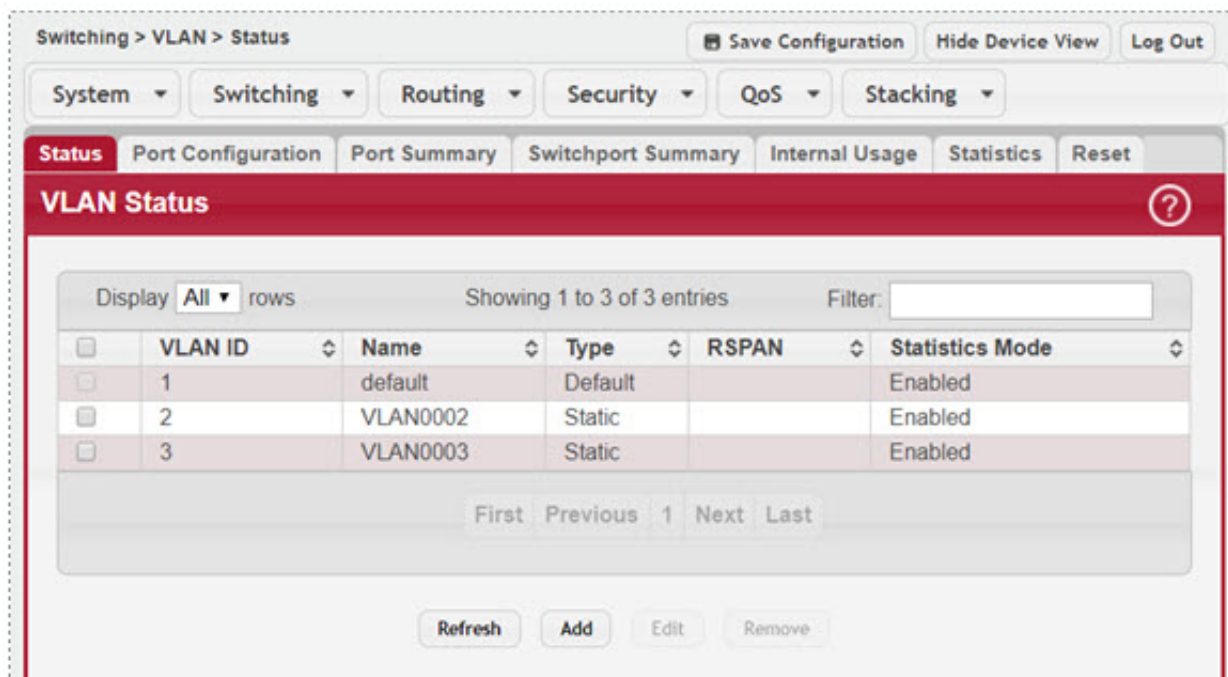 Switching > VLAN > Status
Save Configuration Hide Device View Log Out
System Switching Routing Security QoS Stacking
Status Port Configuration Port Summary Switchport Summary Internal Usage Statistics Reset
VLAN Status ?
Display All rows Showing 1 to 3 of 3 entries Filter:
VLAN ID Name Type RSPAN Statistics Mode
1 default Default Enabled
2 VLAN0002 Static Enabled
3 VLAN0003 Static Enabled
First Previous 1 Next Last
Refresh Add Edit Remove